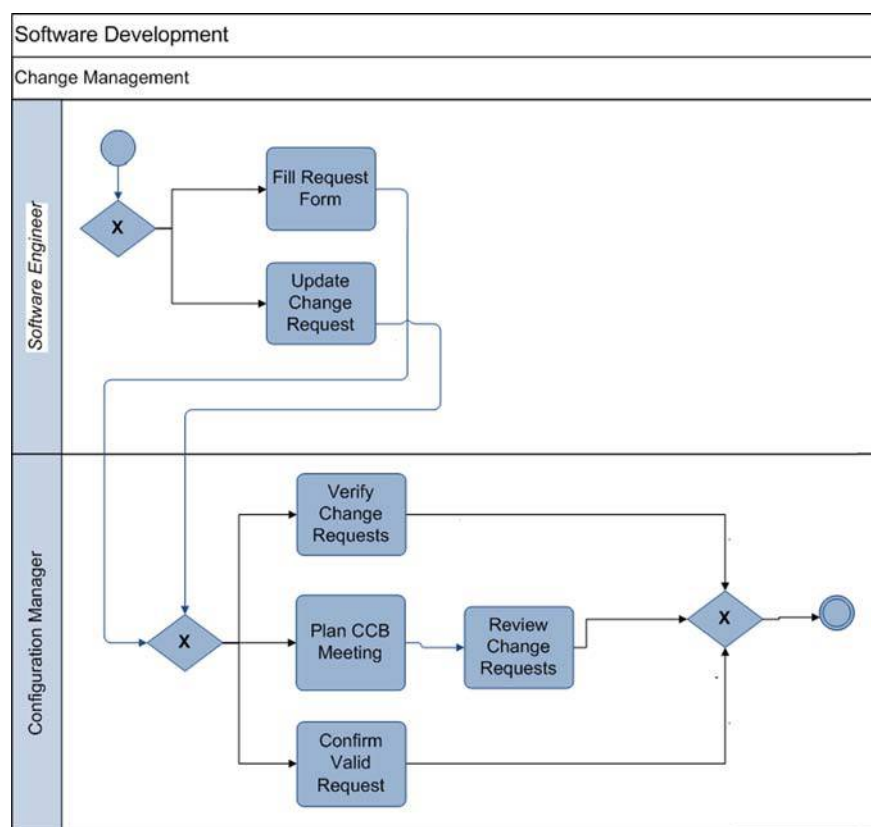 Software Development
Change Management
Software Engineer
X
Fill Request
Form
Update
Change
Request
Configuration Manager
X
Verify
Change
Requests
Plan CCB
Meeting
Review
Change
Requests
Confirm
Valid
Request
X